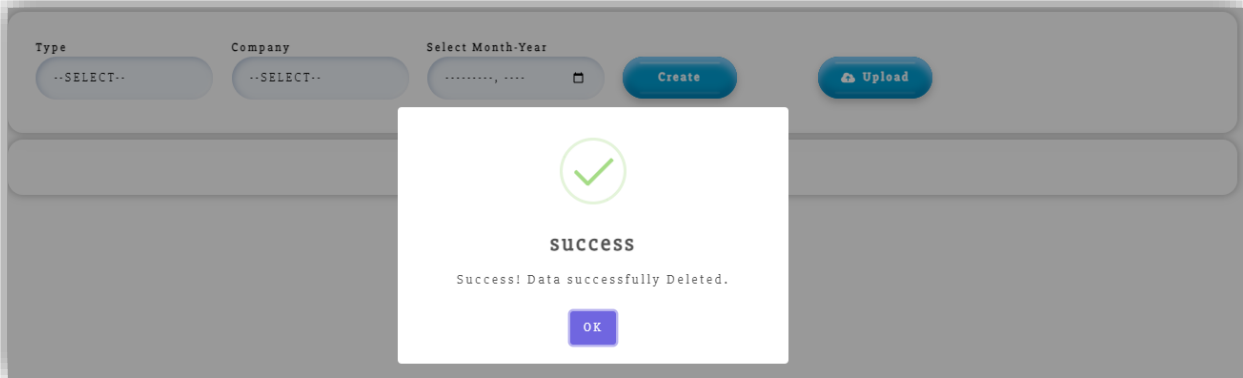 Type Company Select Month-Year
--SELECT-- --SELECT-- ---------, ---- Create Upload
success
Success! Data successfully Deleted.
OK